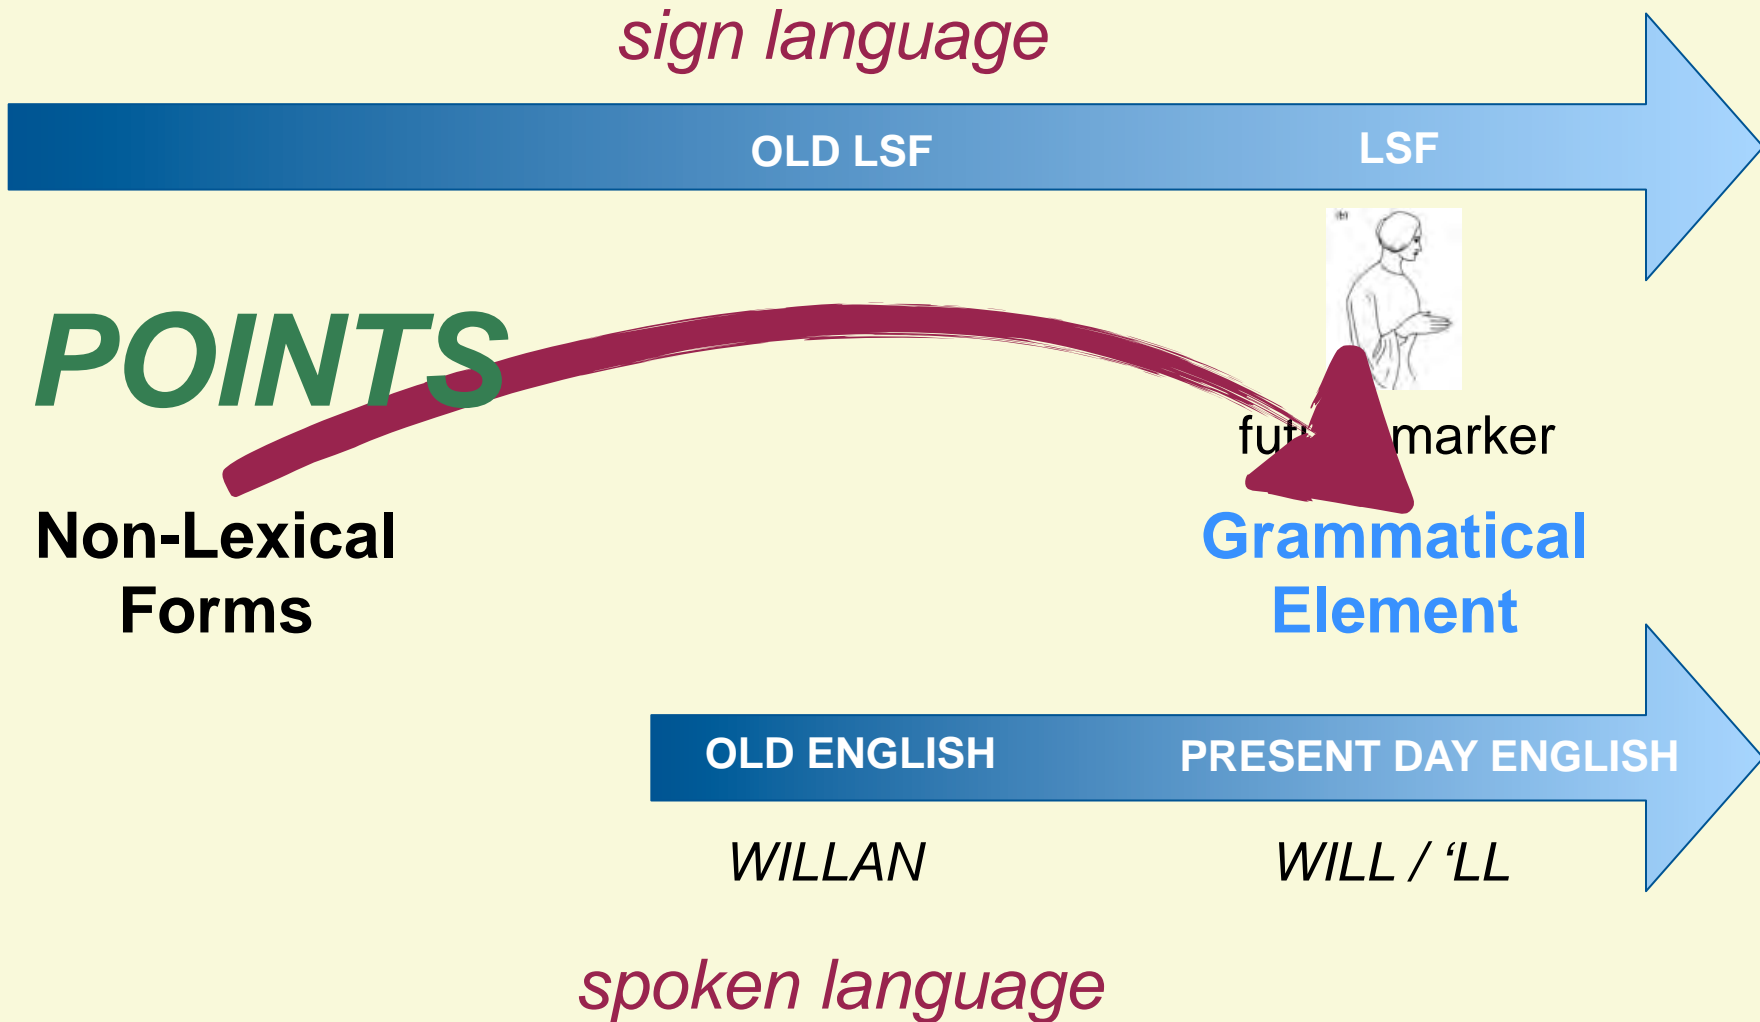 sign language
OLD LSF LSF
POINTS
marker
Non-Lexical
Forms
Grammatical
Element
OLD ENGLISH PRESENT DAY ENGLISH
WILLAN WILL / ‘LL
spoken language